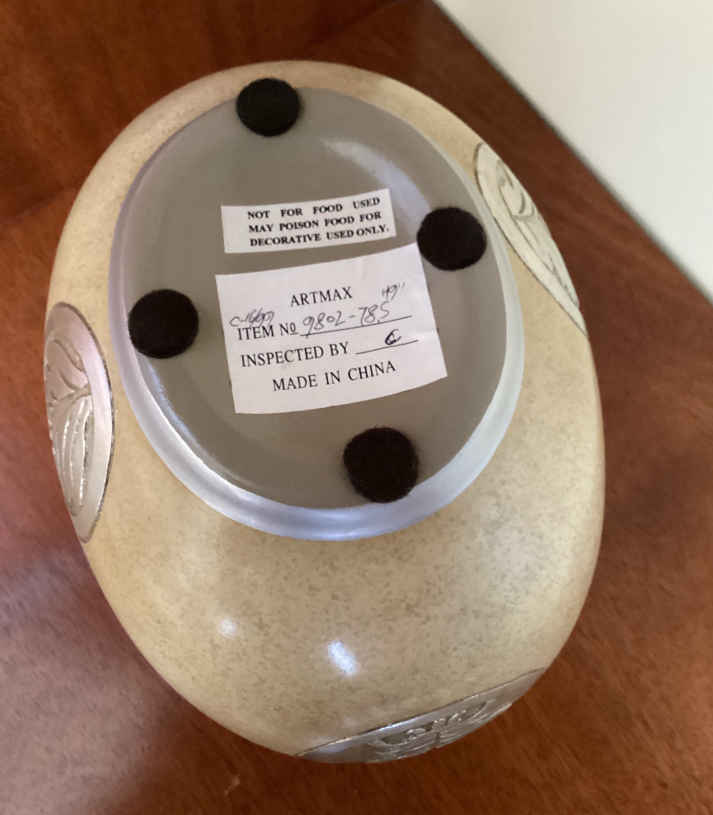 NOT FOR FOOD USED
MAY POISON FOOD FOR
DECORATIVE USED ONLY.
ARTMAX
ITEM NO 9802-785
INSPECTED BY
MADE IN CHINA